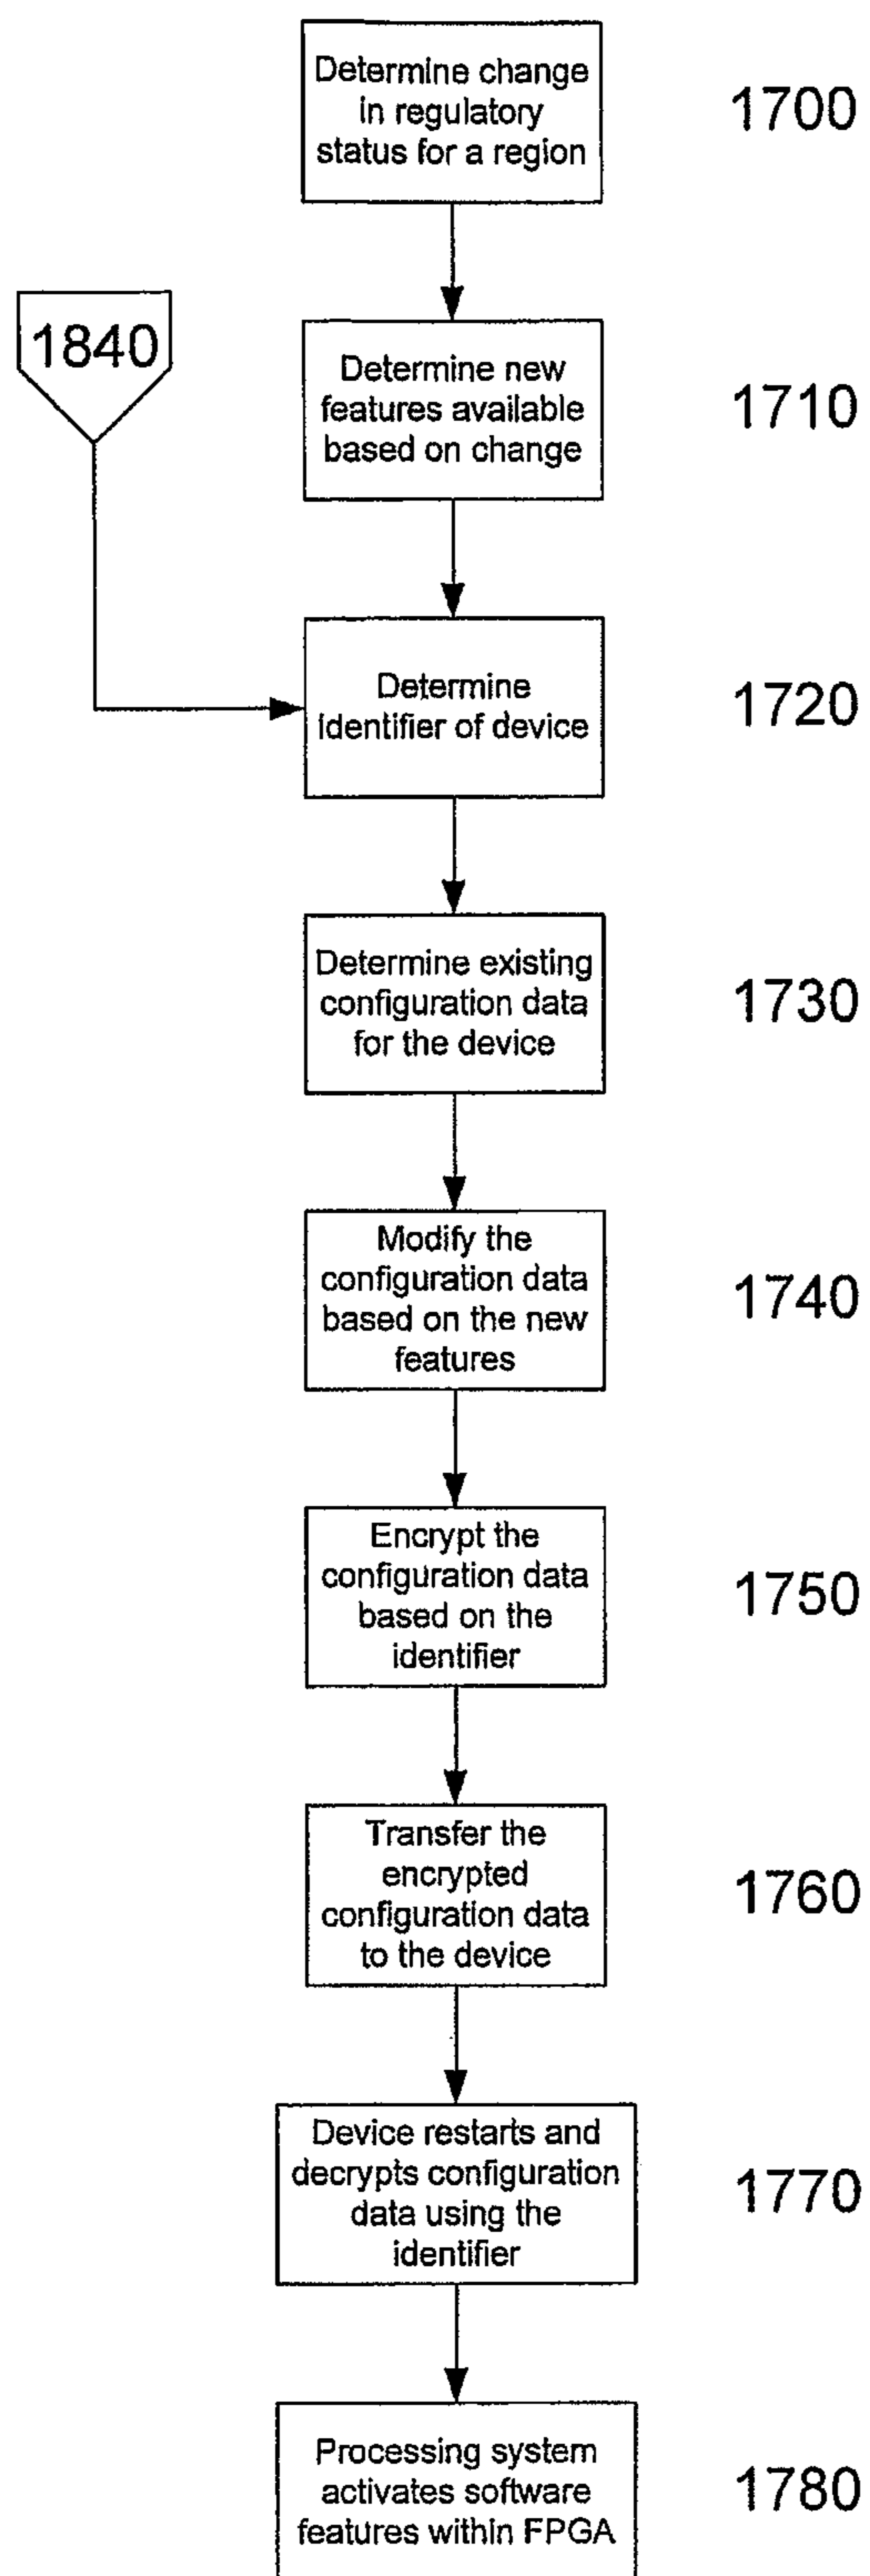 Determine change
in regulatory
status for a region
1700
1840
Determine new
features available
based on change
1710
Determine
identifier of device
1720
Determine existing
configuration data
for the device
1730
Modify the
configuration data
based on the new
features
1740
Encrypt the
configuration data
based on the
identifier
1750
Transfer the
encrypted
configuration data
to the device
1760
Device restarts and
decrypts configuration
data using the
identifier
1770
Processing system
activates software
features within FPGA
1780